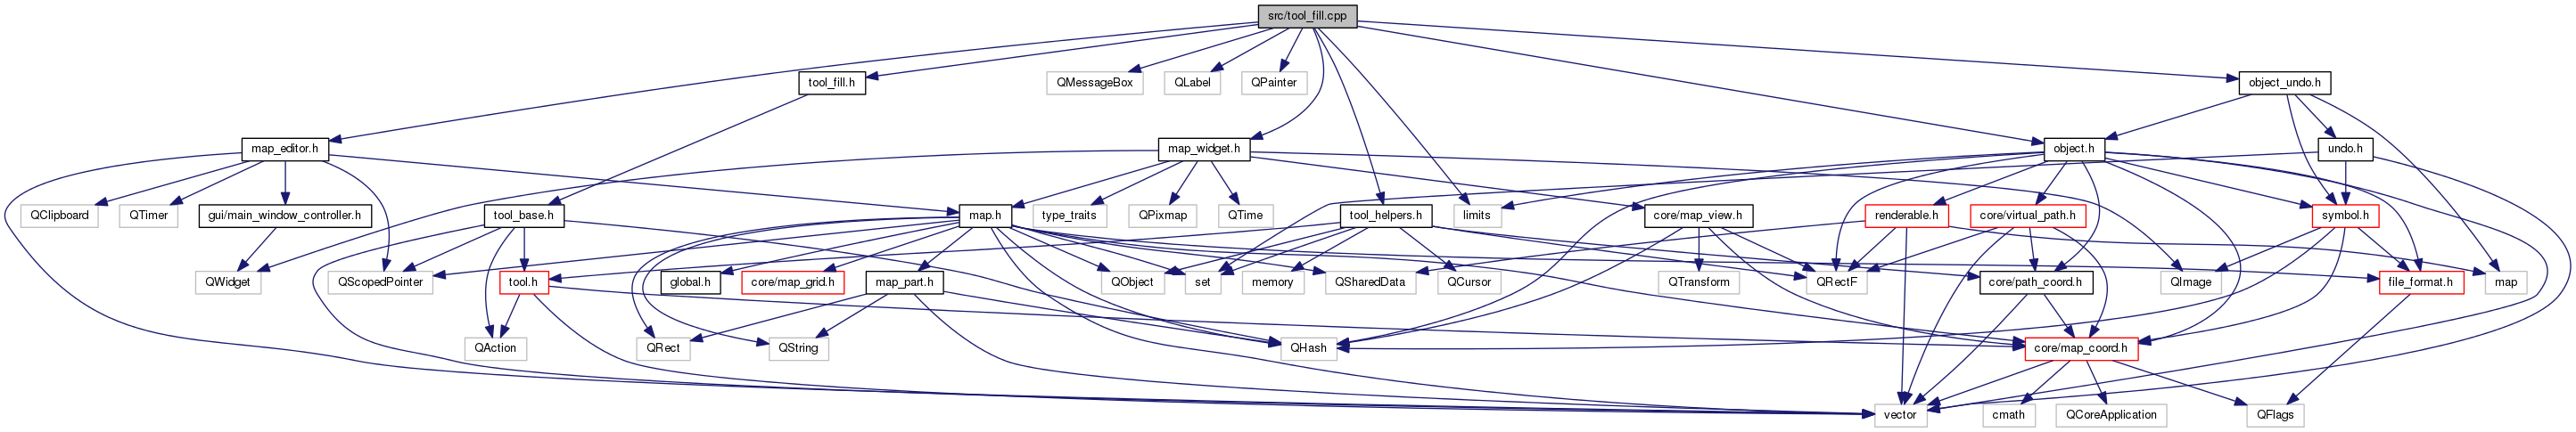 src/tool_fill.cpp
tool_fill.h
QMessageBox
QLabel
QPainter
object_undo.h
map_editor.h
map_widget.h
object.h
undo.h
QClipboard
QTimer
gui/main_window_controller.h
tool_base.h
map.h
type_traits
QPixmap
QTime
limits
tool_helpers.h
core/map_view.h
renderable.h
core/virtual_path.h
symbol.h
QWidget
QScopedPointer
tool.h
global.h
core/map_grid.h
map_part.h
QObject
set
memory
QSharedData
QCursor
QTransform
QRectF
core/path_coord.h
QImage
file_format.h
map
QAction
QRect
QString
QHash
core/map_coord.h
vector
cmath
QCoreApplication
QFlags